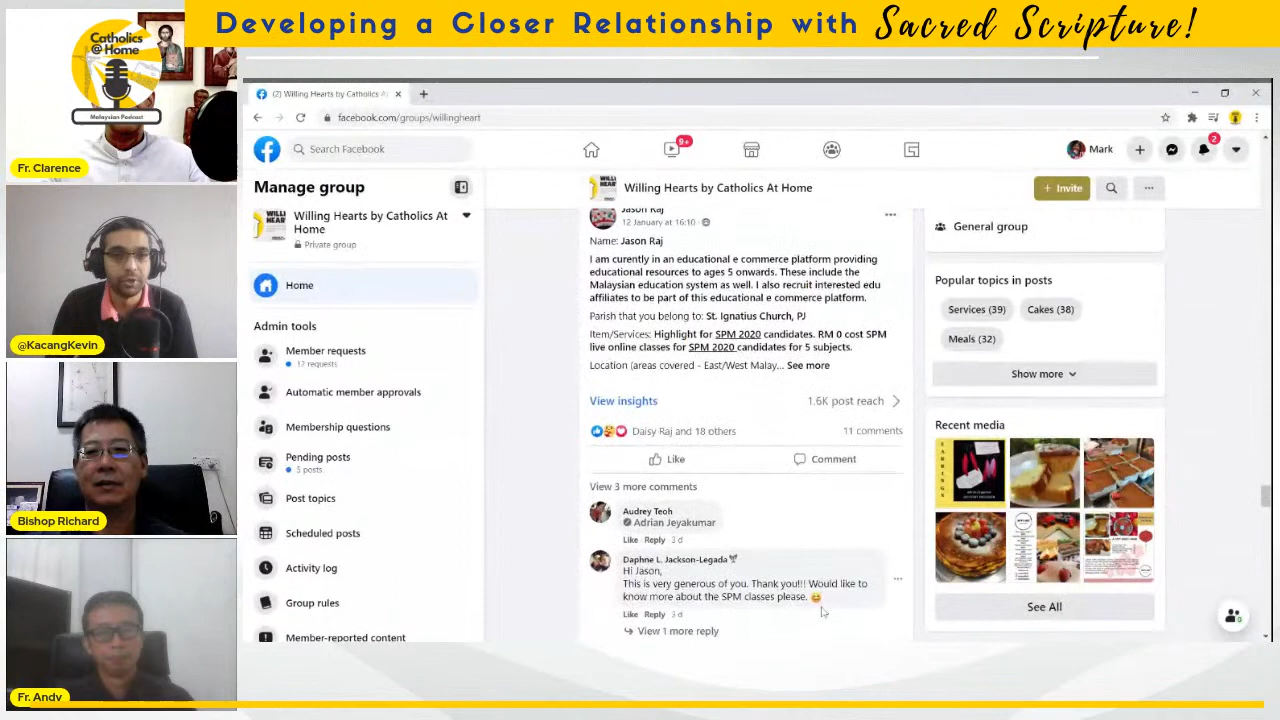 Developing a Closer Relationship with Sacred Scripture!
Catholics
@ Home
Malaysian Podcast
Fr. Clarence
@KacangKevin
Bishop Richard
Fr. Andy
(2) Willing Hearts by Catholics A
facebook.com/groups/willingheart
Search Facebook
9+
Mark
2
Manage group
Willing Hearts by Catholics At
Home
Private group
Home
Admin tools
Member requests
12 requests
Automatic member approvals
Membership questions
Pending posts
5 posts
Post topics
Scheduled posts
Activity log
Group rules
Member-reported content
Willing Hearts by Catholics At Home
+ Invite
Jason Raj
12 January at 16:10
Name: Jason Raj
I am curently in an educational e commerce platform providing
educational resources to ages 5 onwards. These include the
Malaysian education system as well. I also recruit interested edu
affiliates to be part of this educational e commerce platform.
Parish that you belong to: St. Ignatius Church, PJ
Item/Services: Highlight for SPM 2020 candidates. RM 0 cost SPM
live online classes for SPM 2020 candidates for 5 subjects.
Location (areas covered - East/West Malay... See more
View insights
1.6K post reach
Daisy Raj and 18 others
11 comments
Like
Comment
View 3 more comments
Audrey Teoh
Adrian Jeyakumar
Like Reply 3 d
Daphne L. Jackson-Legada
Hi Jason,
This is very generous of you. Thank you!!! Would like to
know more about the SPM classes please. 😄
Like Reply 3 d
View 1 more reply
General group
Popular topics in posts
Services (39)
Cakes (38)
Meals (32)
Show more
Recent media
See All
0